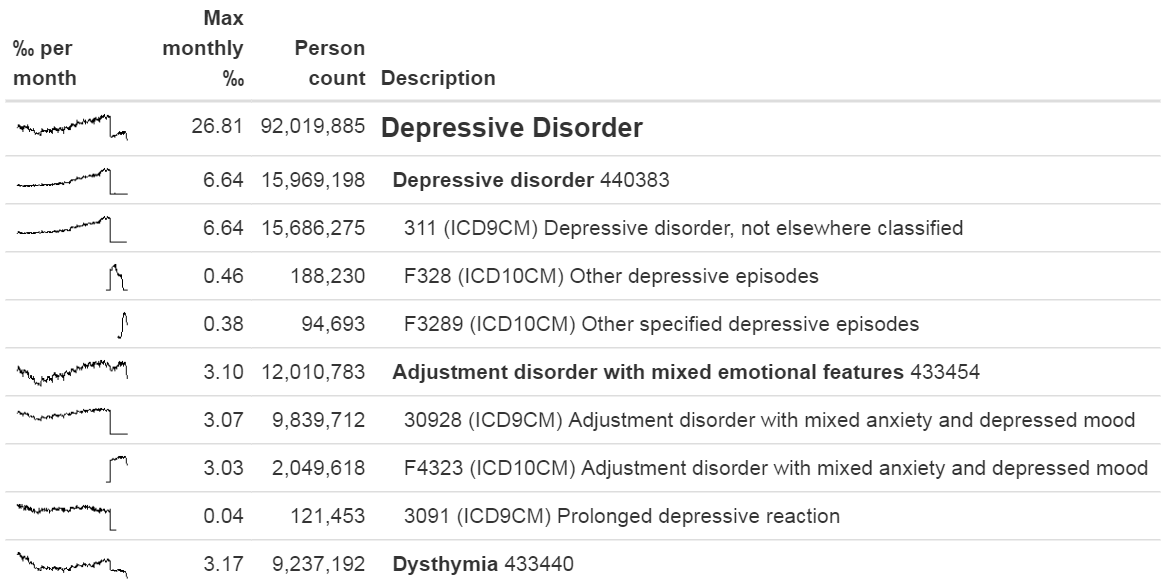 ‰ per month Max monthly ‰ Person count Description
26.81 92,019,885 Depressive Disorder
6.64 15,969,198 Depressive disorder 440383
6.64 15,686,275 311 (ICD9CM) Depressive disorder, not elsewhere classified
0.46 188,230 F328 (ICD10CM) Other depressive episodes
0.38 94,693 F3289 (ICD10CM) Other specified depressive episodes
3.10 12,010,783 Adjustment disorder with mixed emotional features 433454
3.07 9,839,712 30928 (ICD9CM) Adjustment disorder with mixed anxiety and depressed mood
3.03 2,049,618 F4323 (ICD10CM) Adjustment disorder with mixed anxiety and depressed mood
0.04 121,453 3091 (ICD9CM) Prolonged depressive reaction
3.17 9,237,192 Dysthymia 433440